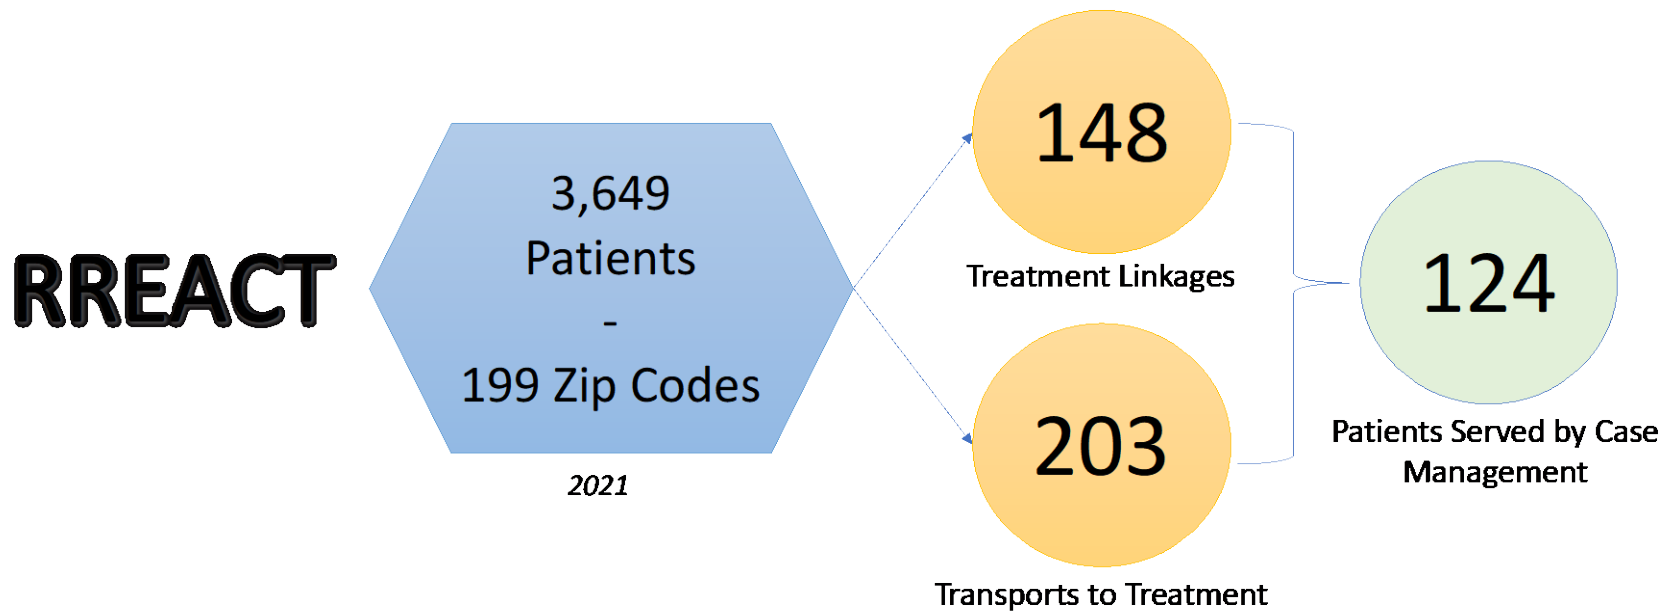 RREACT
3,649
Patients
-
199 Zip Codes
2021
148
Treatment Linkages
203
Transports to Treatment
124
Patients Served by Case
Management